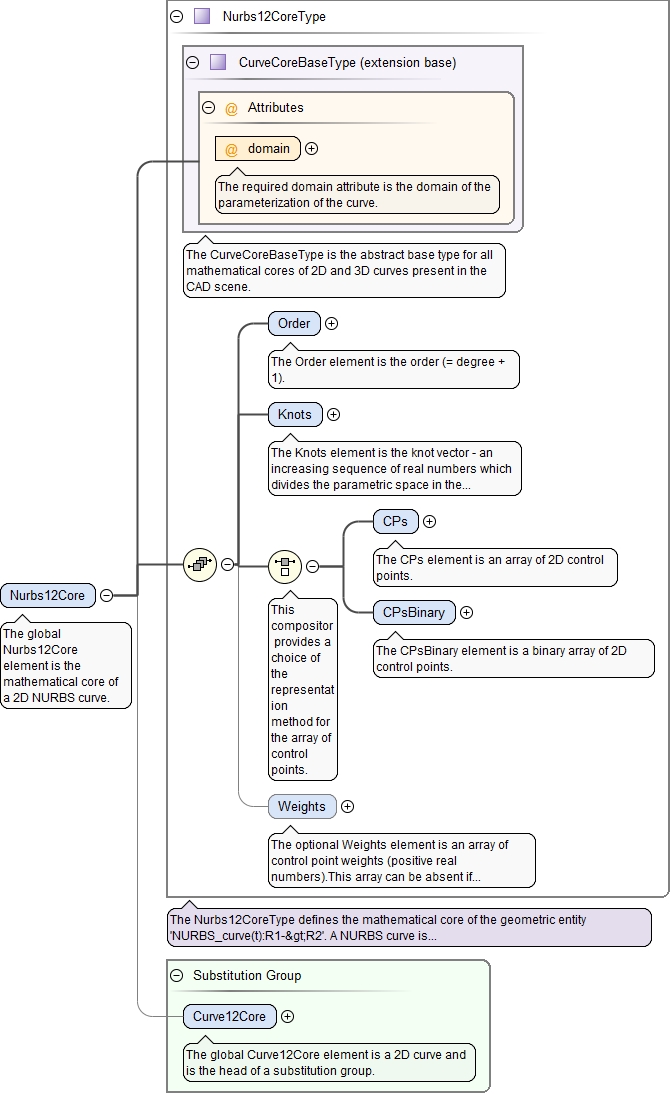 Nurbs12CoreType
CurveCoreBaseType (extension base)
@ Attributes
@ domain
The required domain attribute is the domain of the
parameterization of the curve.
The CurveCoreBaseType is the abstract base type for all
mathematical cores of 2D and 3D curves present in the
CAD scene.
Order
The Order element is the order (= degree +
1).
Knots
The Knots element is the knot vector - an
increasing sequence of real numbers which
divides the parametric space in the...
CPs
The CPs element is an array of 2D control
points.
CPsBinary
The CPsBinary element is a binary array of 2D
control points.
Nurbs12Core
The global
Nurbs12Core
element is the
mathematical core of
a 2D NURBS curve.
This
compositor
provides a
choice of
the
representat
ion
method for
the array of
control
points.
Weights
The optional Weights element is an array of
control point weights (positive real
numbers).This array can be absent if...
The Nurbs12CoreType defines the mathematical core of the geometric entity
'NURBS_curve(t):R1-&gt;R2'. A NURBS curve is...
Substitution Group
Curve12Core
The global Curve12Core element is a 2D curve and
is the head of a substitution group.